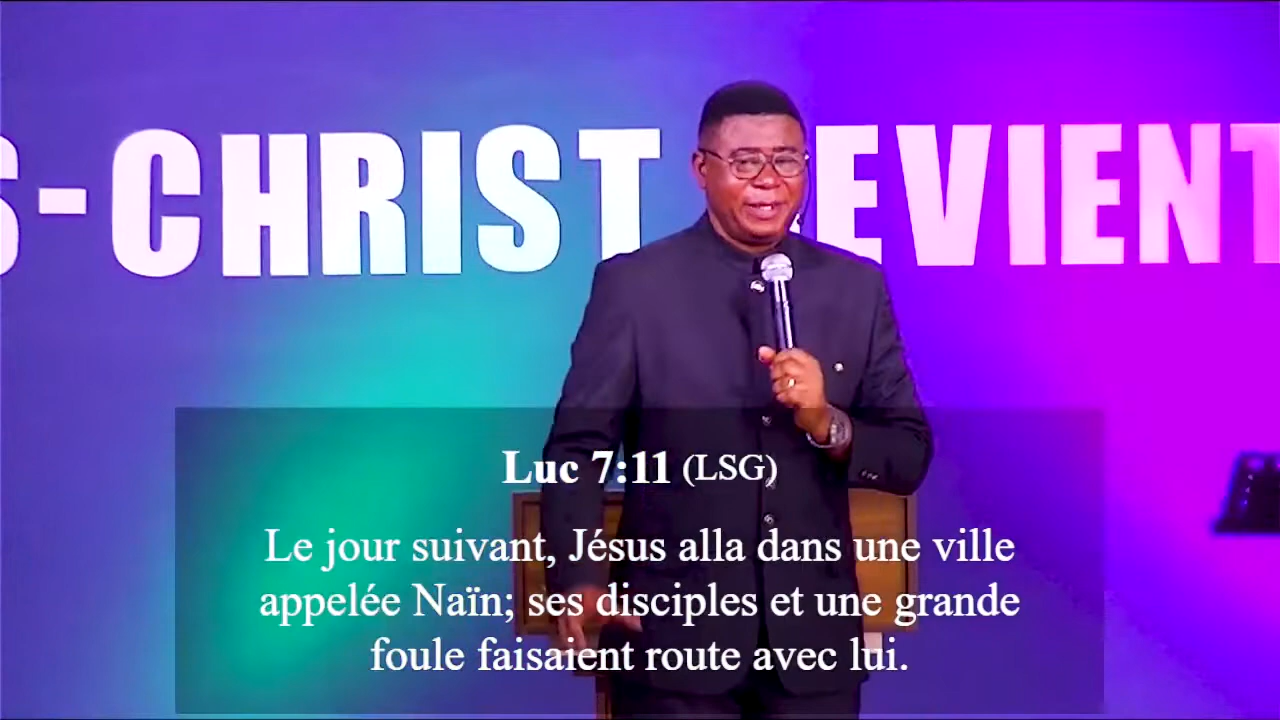 S-CHRIST REVIENT
Luc 7:11 (LSG)
Le jour suivant, Jésus alla dans une ville
appelée Naïn; ses disciples et une grande
foule faisaient route avec lui.